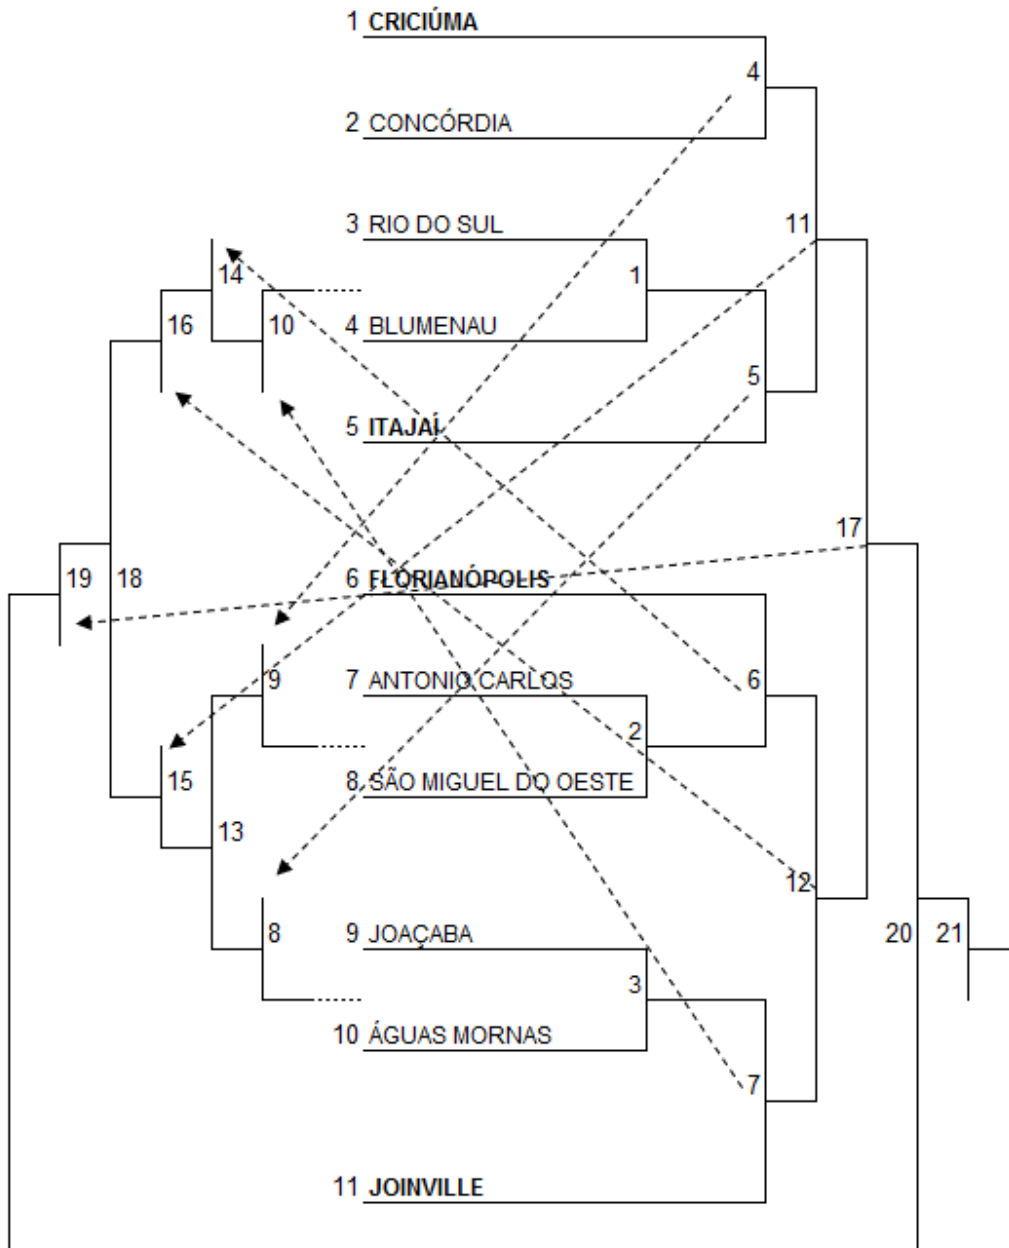 1 CRICIÚMA
4
2 CONCÓRDIA
3 RIO DO SUL
11
14
1
16
10
4 BLUMENAU
5
5 ITAJAÍ
17
19
18
6 FLORIANÓPOLIS
9
7 ANTONIO CARLOS
6
2
15
8 SÃO MIGUEL DO OESTE
13
12
8
9 JOAÇABA
20
21
3
10 ÁGUAS MORNAS
7
11 JOINVILLE